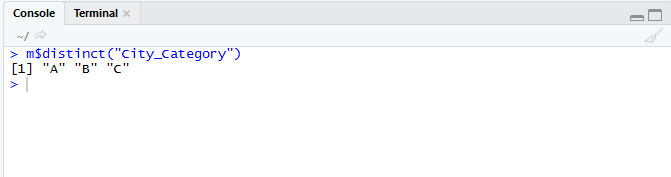 Console Terminal
~/
> m$distinct("City_Category")
[1] "A" "B" "C"
>